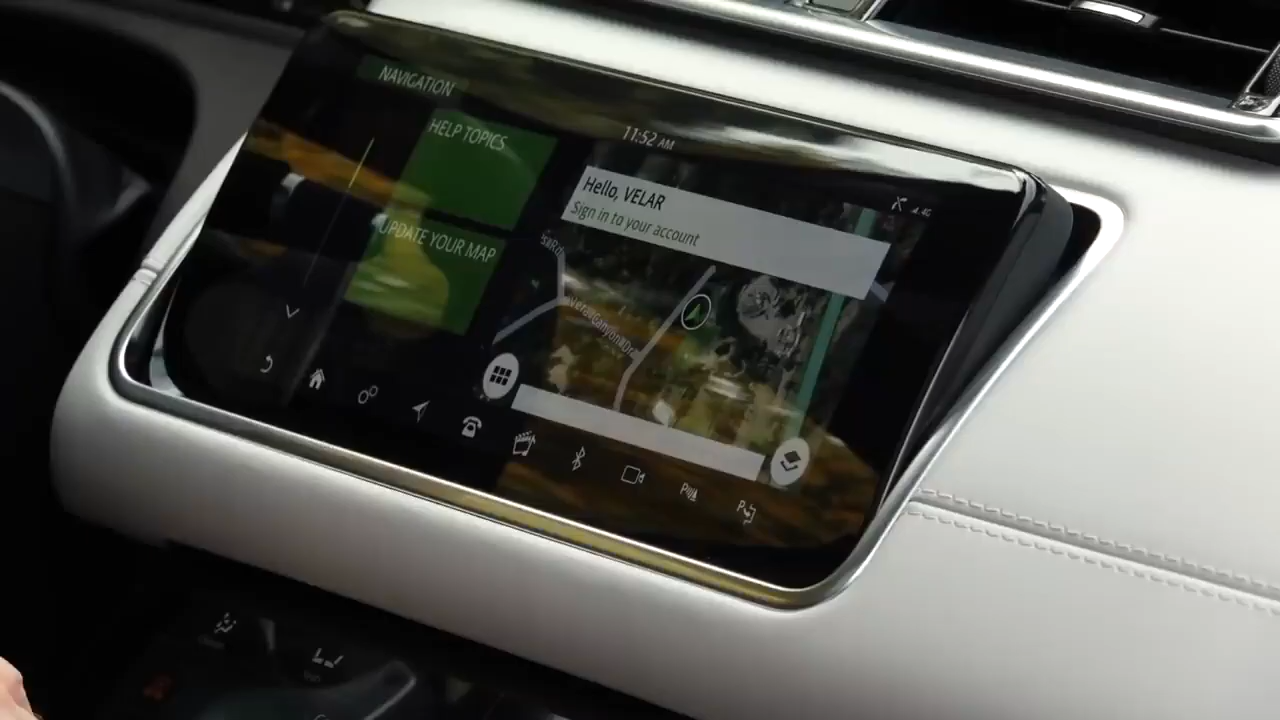 NAVIGATION
HELP TOPICS
UPDATE YOUR MAP
11:52 AM
Hello, VELAR
Sign in to your account